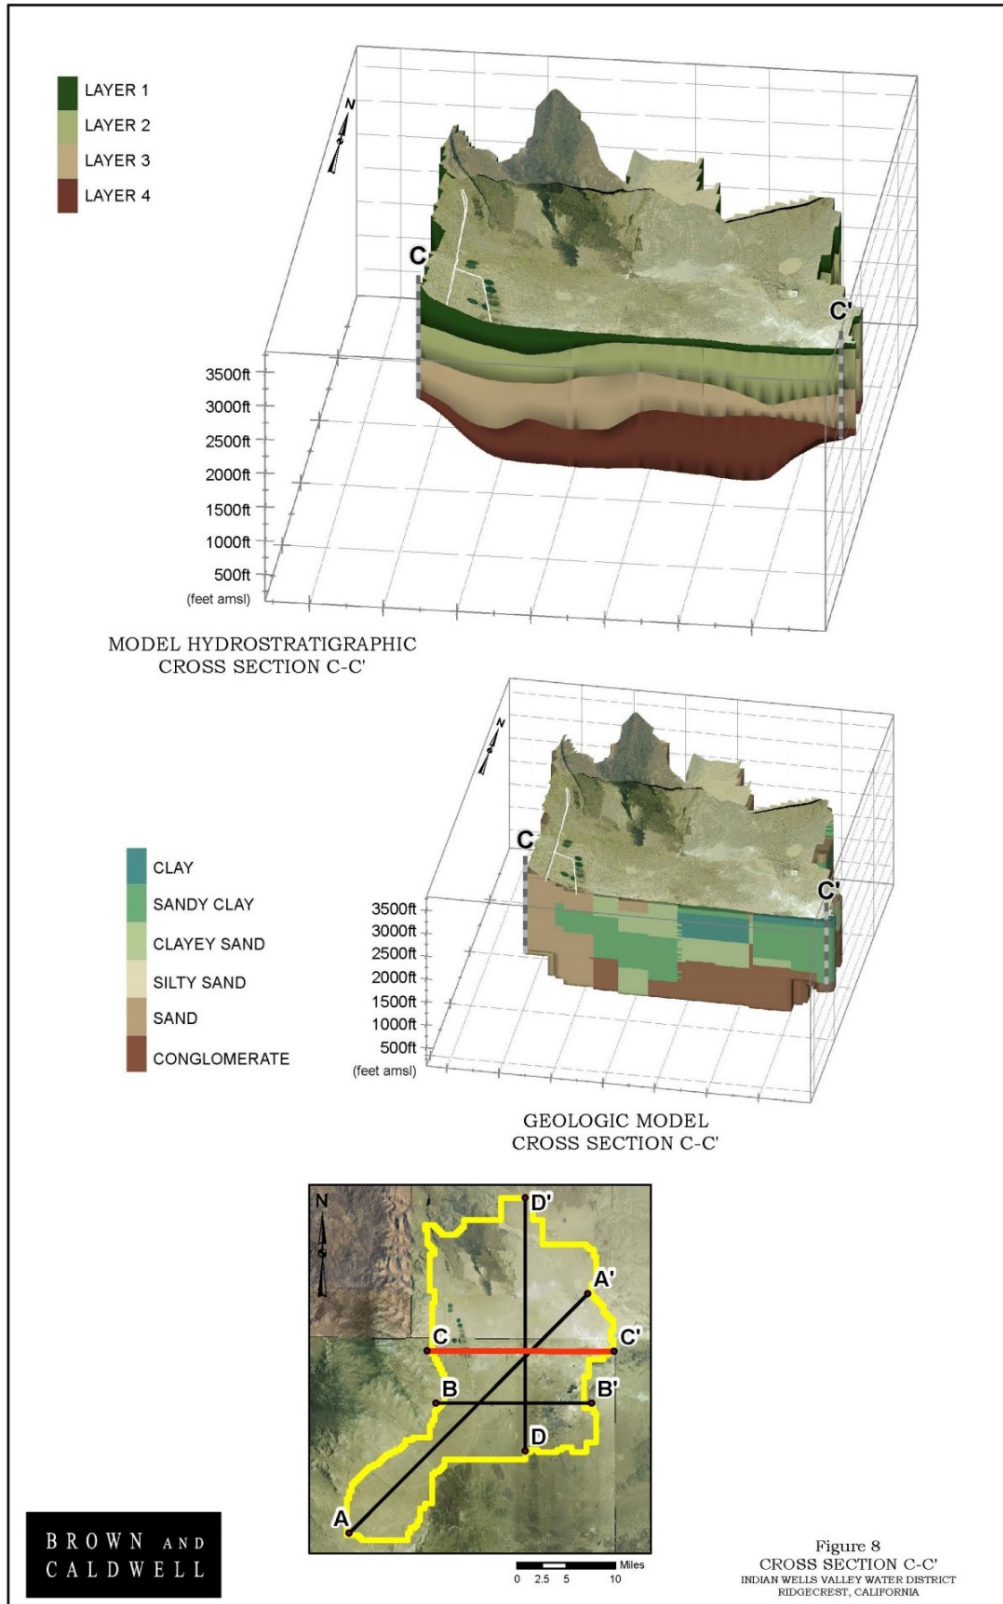 LAYER 1
LAYER 2
LAYER 3
LAYER 4
N
C
C'
3500ft
3000ft
2500ft
2000ft
1500ft
1000ft
500ft
(feet amsl)
MODEL HYDROSTRATIGRAPHIC
CROSS SECTION C-C'
N
C
C'
CLAY
SANDY CLAY
CLAYEY SAND
SILTY SAND
SAND
CONGLOMERATE
3500ft
3000ft
2500ft
2000ft
1500ft
1000ft
500ft
(feet amsl)
GEOLOGIC MODEL
CROSS SECTION C-C'
N
D'
A'
C
C'
B
B'
D
A
Miles
0 2.5 5 10
BROWN AND
CALDWELL
Figure 8
CROSS SECTION C-C'
INDIAN WELLS VALLEY WATER DISTRICT
RIDGECREST, CALIFORNIA